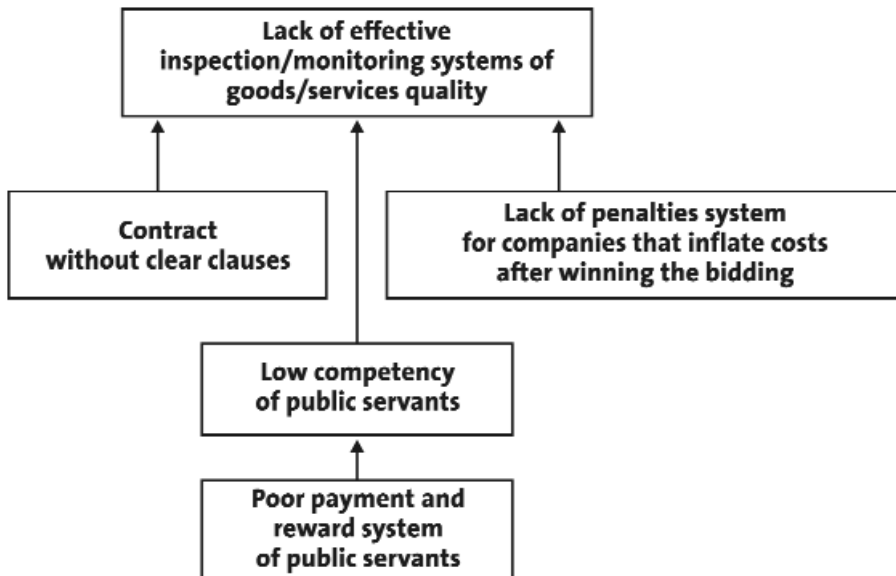 Lack of effective
inspection/monitoring systems of
goods/services quality
Contract
without clear clauses
Lack of penalties system
for companies that inflate costs
after winning the bidding
Low competency
of public servants
Poor payment and
reward system
of public servants